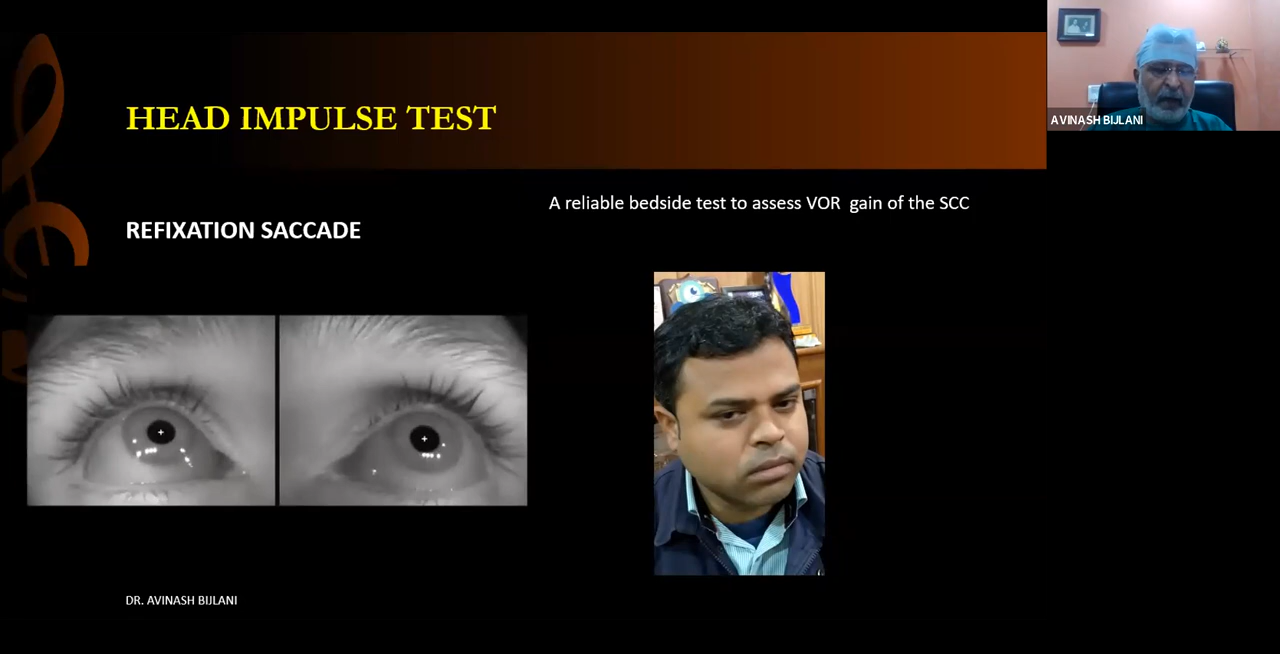 HEAD IMPULSE TEST
AVINASH BIJLANI
A reliable bedside test to assess VOR gain of the SCC
REFIXATION SACCADE
DR. AVINASH BIJLANI